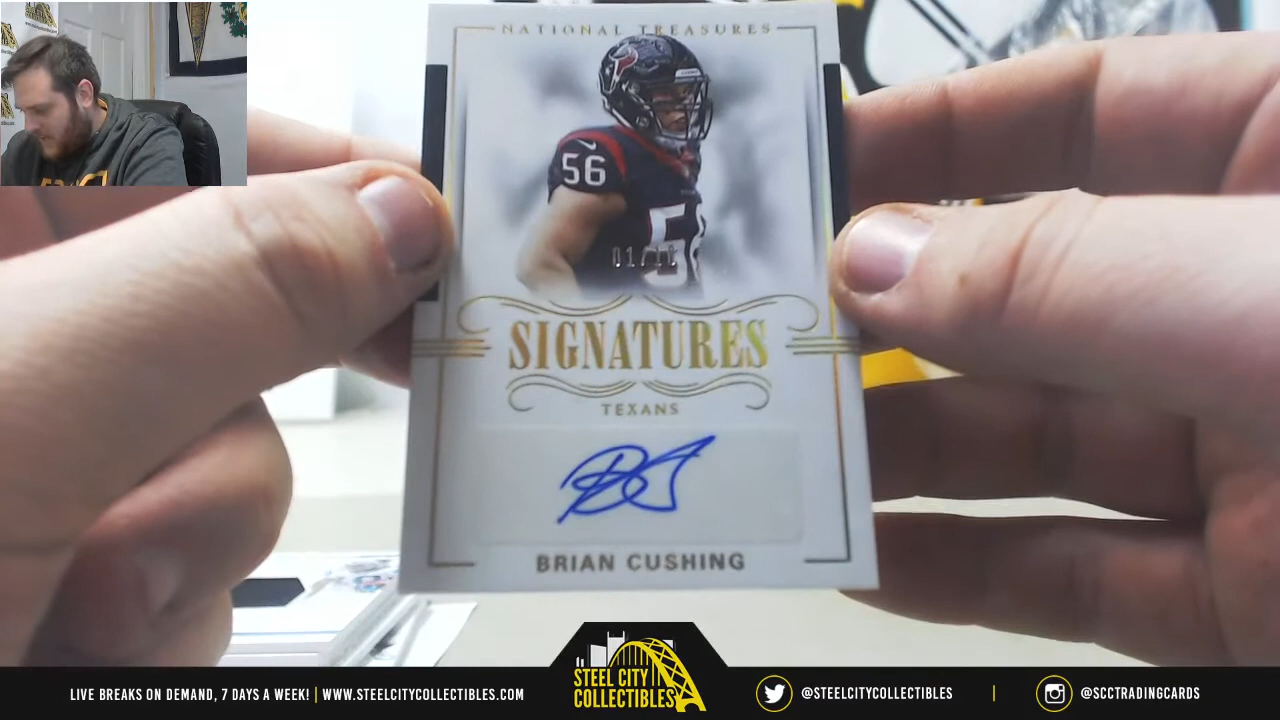 NATIONAL TREASURES
56
56
SIGNATURES
TEXANS
BRIAN CUSHING
LIVE BREAKS ON DEMAND, 7 DAYS A WEEK! | WWW.STEELCITYCOLLECTIBLES.COM
STEEL CITY
COLLECTIBLES
@STEELCITYCOLLECTIBLES | @SCCTRADINGCARDS